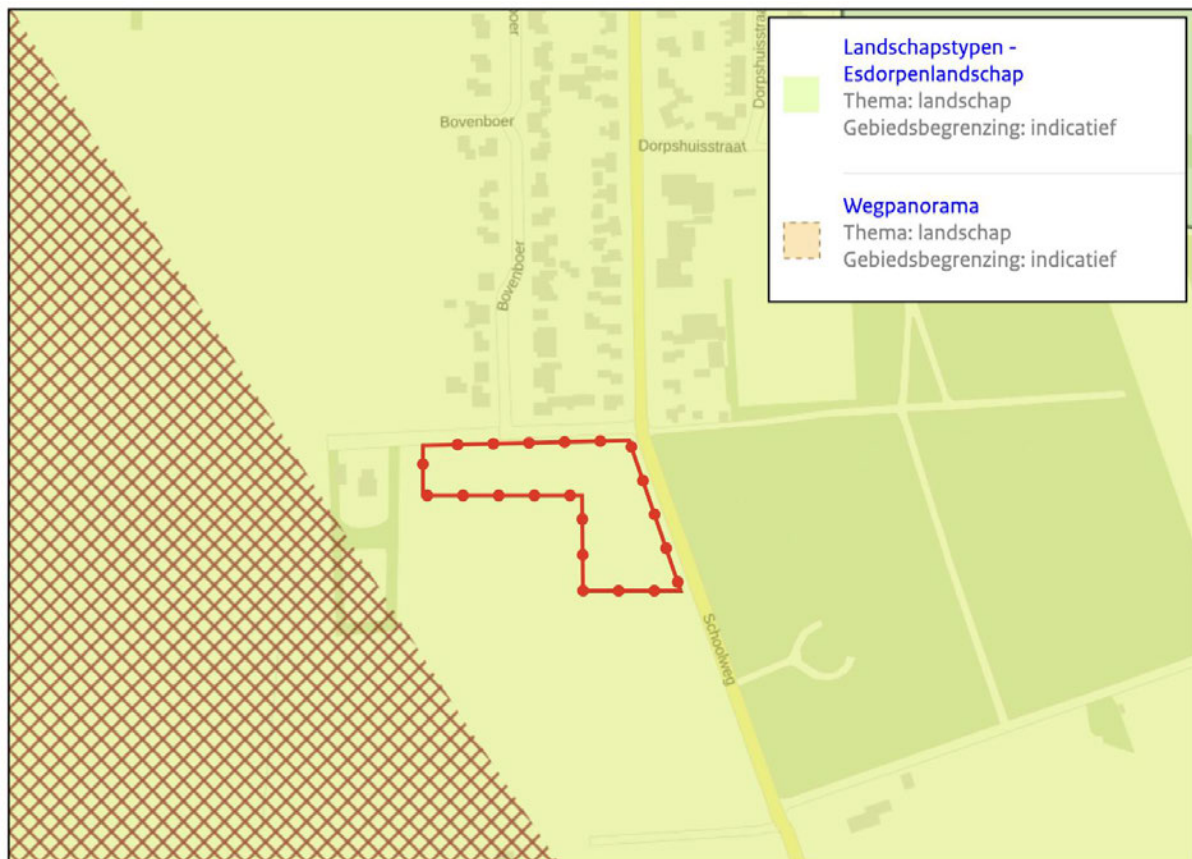 Landschapstypen -
Esdorpenlandschap
Thema: landschap
Gebiedsbegrenzing: indicatief
Wegpanorama
Thema: landschap
Gebiedsbegrenzing: indicatief
Bovenboer
Dorpshuisstraat
Bovenboer
Schoolweg